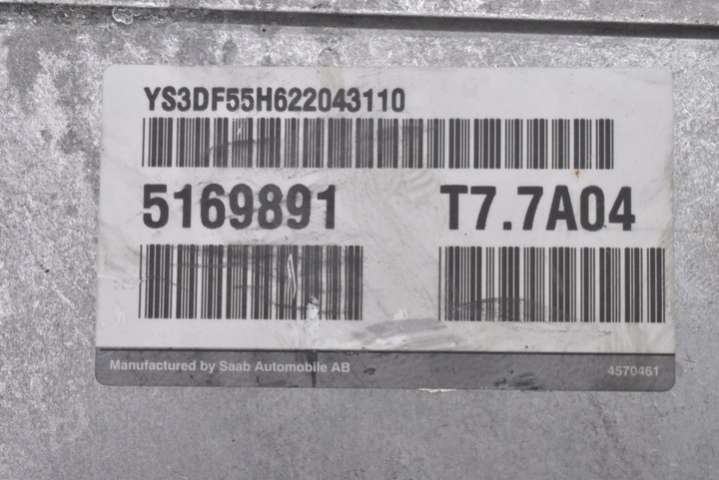 YS3DF55H622043110
5169891 T7.7A04
Manufactured by Saab Automobile AB 4570461